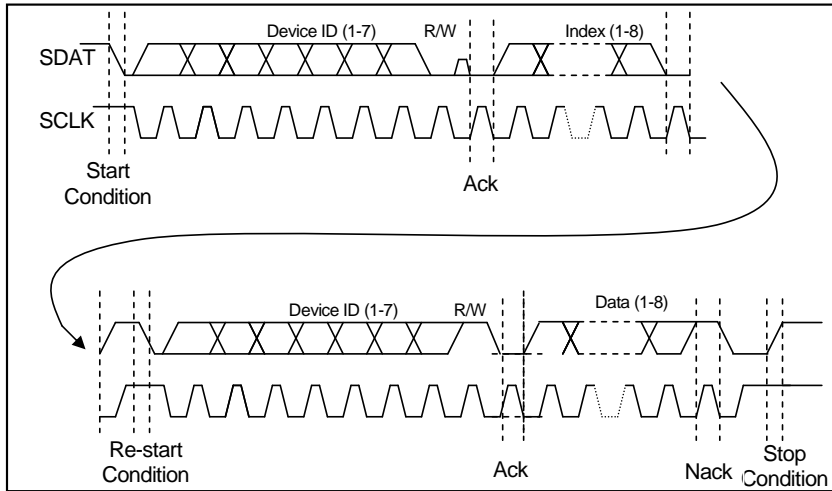 Device ID (1-7)
R/W
Index (1-8)
SDAT
SCLK
Start
Condition
Ack
Device ID (1-7)
R/W
Data (1-8)
Re-start
Condition
Ack
Nack
Stop
Condition